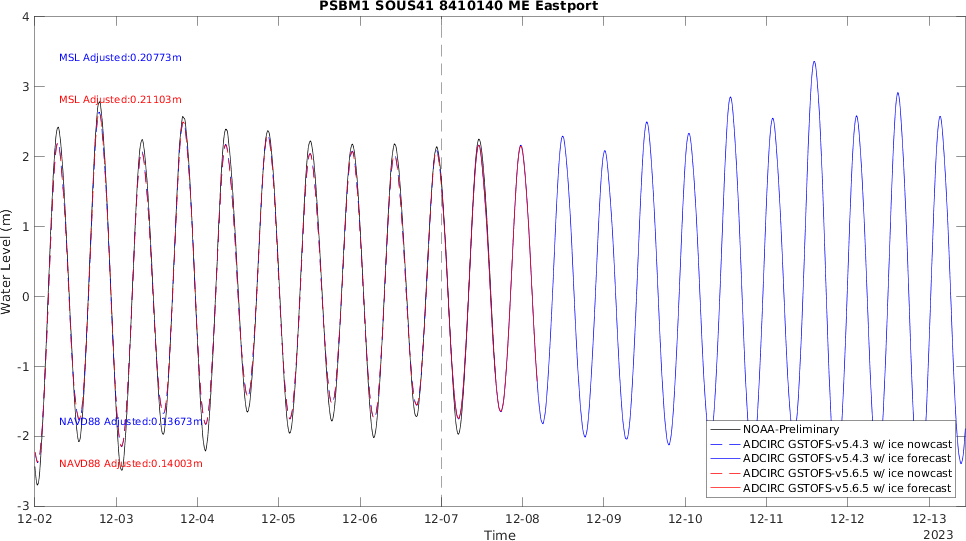 PSBM1 SOUS41 8410140 ME Eastport
4
3
2
1
0
-1
-2
-3
Water Level (m)
MSL Adjusted:0.20773m
MSL Adjusted:0.21103m
NAVD88 Adjusted:0.13673m
NAVD88 Adjusted:0.14003m
NOAA-Preliminary
ADCIRC GSTOFS-v5.4.3 w/ ice nowcast
ADCIRC GSTOFS-v5.4.3 w/ ice forecast
ADCIRC GSTOFS-v5.6.5 w/ ice nowcast
ADCIRC GSTOFS-v5.6.5 w/ ice forecast
12-02 12-03 12-04 12-05 12-06 12-07 12-08 12-09 12-10 12-11 12-12 12-13
Time
2023